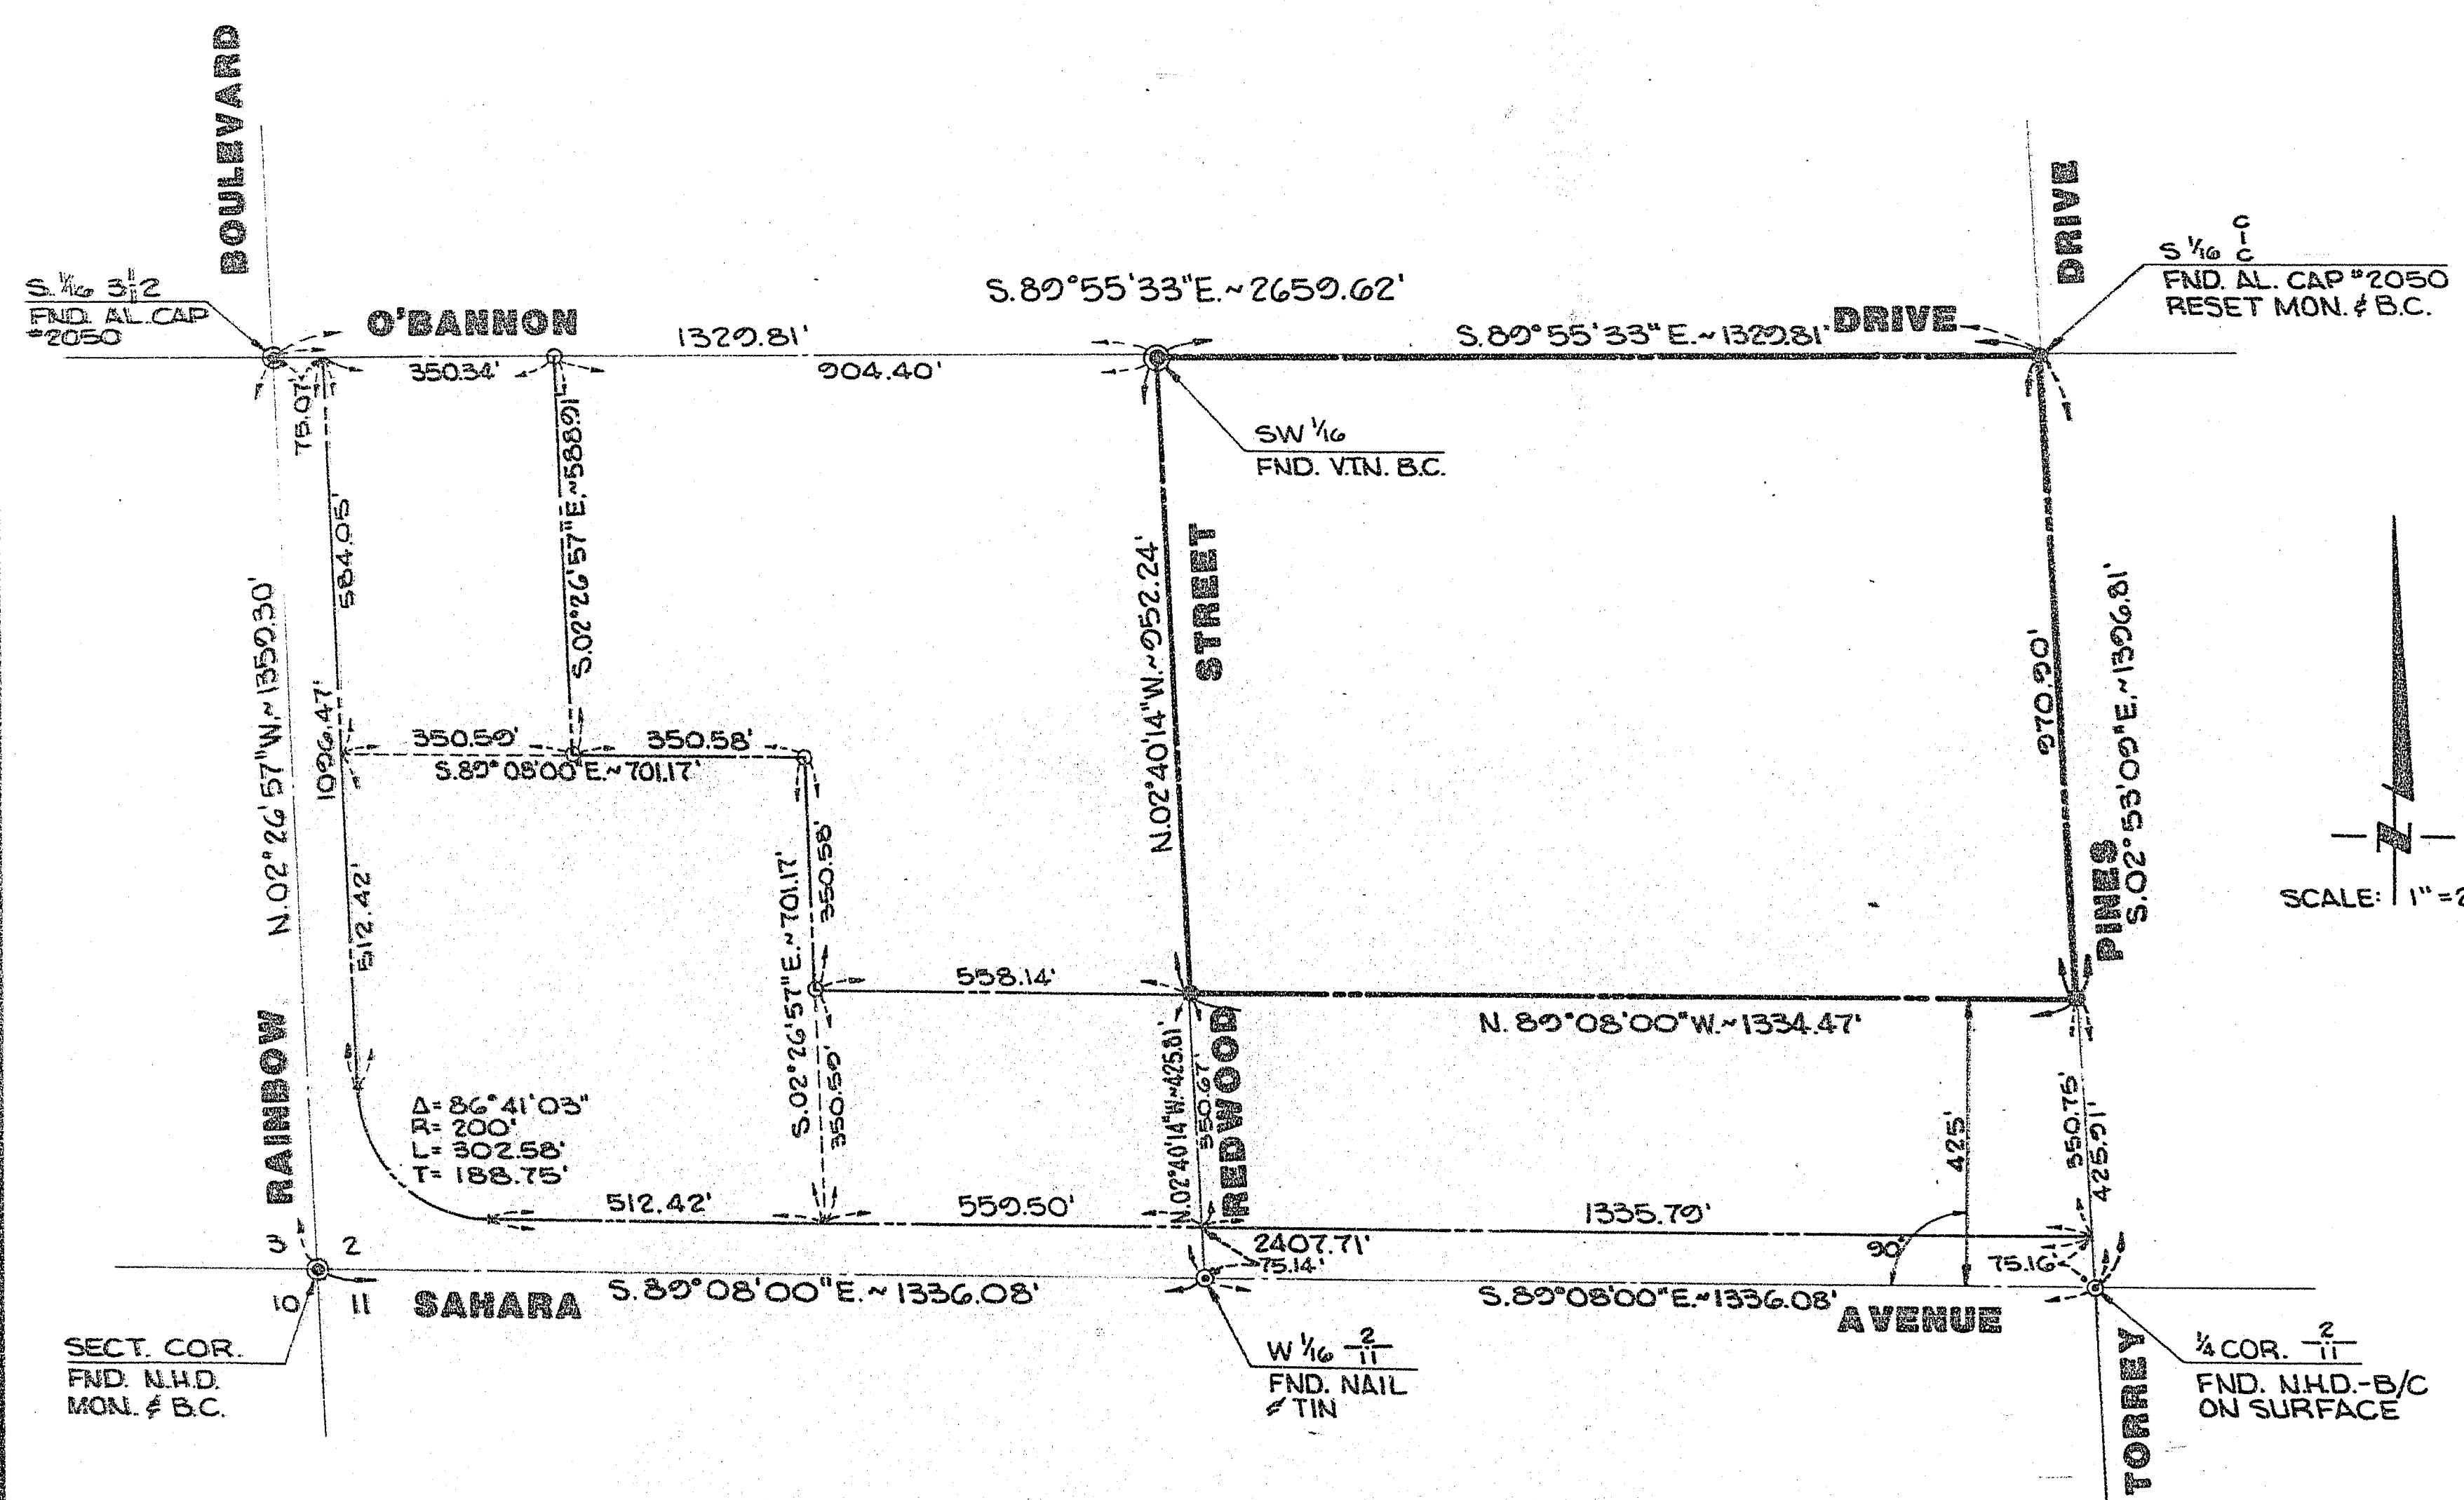 BOULEVARD
DRIVE
S. 1/16 3|2
FND. AL. CAP
#2050
O'BANNON
S.89°55'33"E.~2659.62'
1329.81'
S.89°55'33"E.~1329.81'
DRIVE
S 1/16 C|C
FND. AL. CAP #2050
RESET MON. & B.C.
350.34'
904.40'
75.07'
SW 1/16
FND. V.T.N. B.C.
584.05'
S.02°26'57"E.~588.91'
N.02°40'14"W.~952.24'
STREET
970.90'
S.02°53'09"E.~1396.81'
PINES
N.02°26'57"W.~1359.30'
1096.47'
350.59'
350.58'
S.89°08'00"E.~701.17'
512.42'
S.02°26'57"E.~701.17'
350.58'
350.59'
N
SCALE: 1"=2
558.14'
N. 89°08'00"W.~1334.47'
RAINBOW
Δ= 86°41'03"
R= 200'
L= 302.58'
T= 188.75'
N.02°40'14"W.~425.81'
350.67'
REDWOOD
425'
350.75'
425.91'
512.42'
559.50'
1335.79'
2407.71'
75.14'
90°
75.16'
3 2
10 11
SAHARA
S.89°08'00"E.~1336.08'
S.89°08'00"E.~1336.08'
AVENUE
SECT. COR.
FND. N.H.D.
MON. & B.C.
W 1/16 2/11
FND. NAIL
& TIN
TORREY
1/4 COR. 2/11
FND. N.H.D.-B/C
ON SURFACE